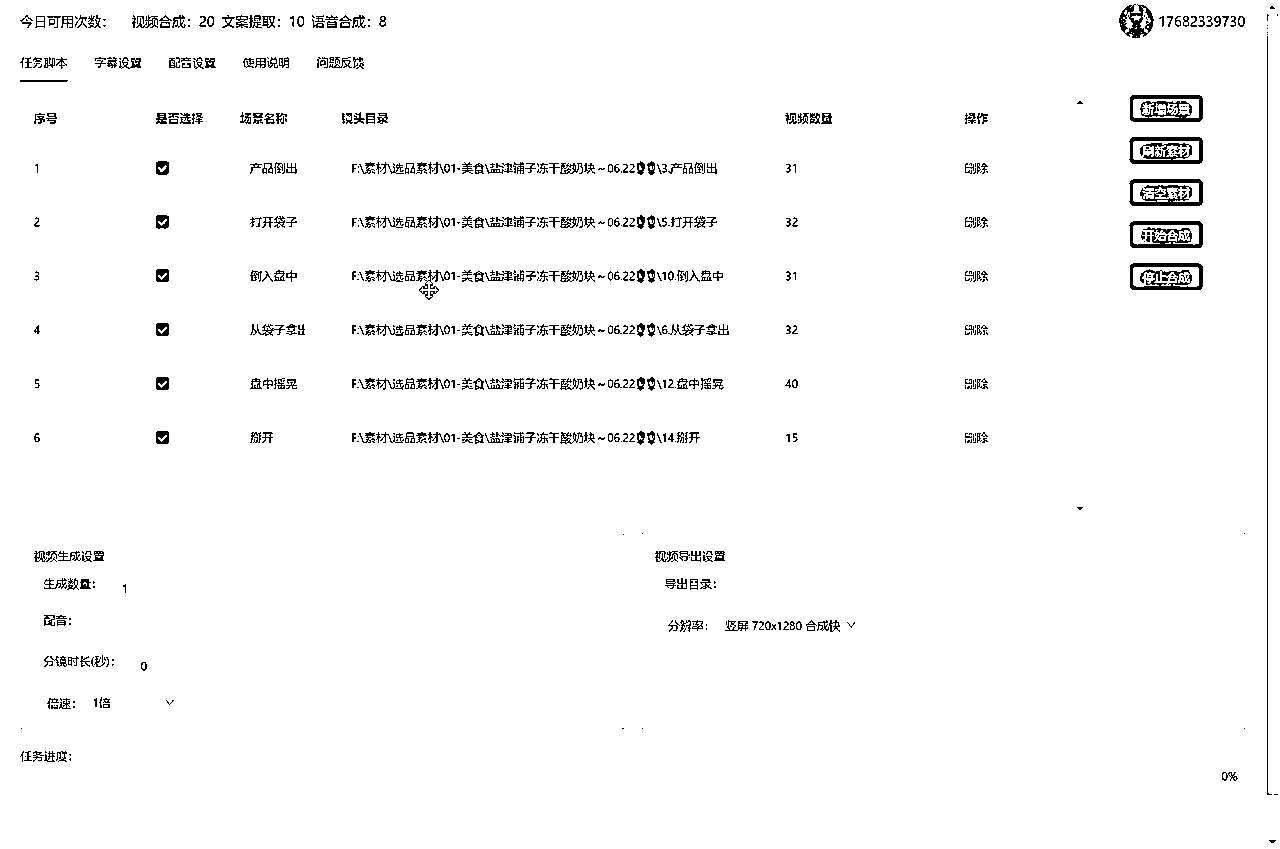 今日可用次数： 视频合成：20 文案提取：10 语音合成：8
17682339730
任务脚本 字幕设置 配音设置 使用说明 问题反馈
序号 是否选择 场景名称 镜头目录 视频数量 操作
1 产品倒出 F:\素材\选品素材\01-美食\盐津铺子冻干酸奶块～06.22\3.产品倒出 31 删除
2 打开袋子 F:\素材\选品素材\01-美食\盐津铺子冻干酸奶块～06.22\5.打开袋子 32 删除
3 倒入盘中 F:\素材\选品素材\01-美食\盐津铺子冻干酸奶块～06.22\10.倒入盘中 31 删除
4 从袋子拿出 F:\素材\选品素材\01-美食\盐津铺子冻干酸奶块～06.22\6.从袋子拿出 32 删除
5 盘中摇晃 F:\素材\选品素材\01-美食\盐津铺子冻干酸奶块～06.22\12.盘中摇晃 40 删除
6 掰开 F:\素材\选品素材\01-美食\盐津铺子冻干酸奶块～06.22\14.掰开 15 删除
新增场景
刷新素材
清空素材
开始合成
停止合成
视频生成设置
生成数量： 1
配音：
分镜时长(秒)： 0
倍速： 1倍
视频导出设置
导出目录：
分辨率： 竖屏 720x1280 合成快
任务进度：
0%